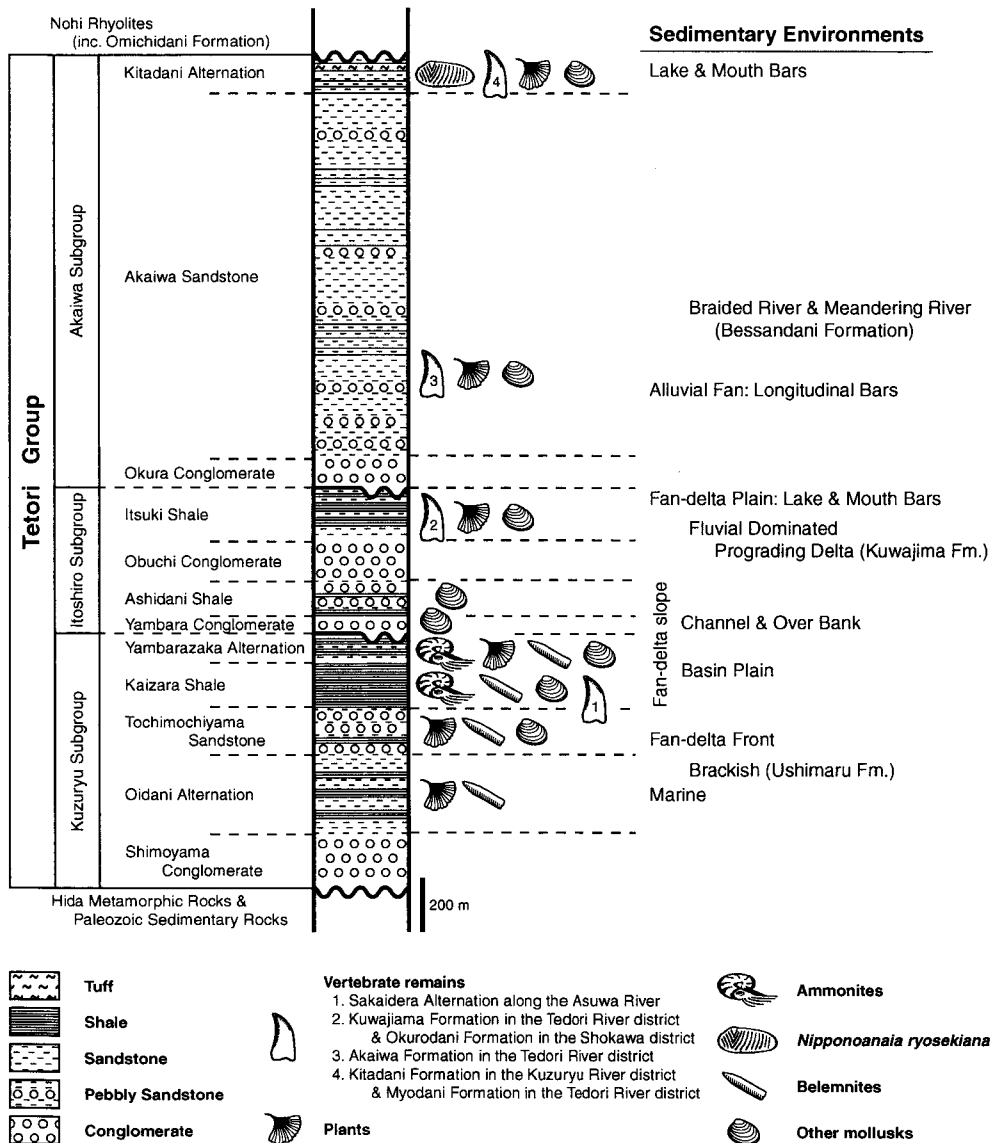 Nohi Rhyolites
(inc. Omichidani Formation)
Sedimentary Environments
Tetori Group
Akaiwa Subgroup
Itoshiro Subgroup
Kuzuryu Subgroup
Kitadani Alternation
4
Lake & Mouth Bars
Akaiwa Sandstone
Braided River & Meandering River
(Bessandani Formation)
3
Alluvial Fan: Longitudinal Bars
Okura Conglomerate
Itsuki Shale
2
Fan-delta Plain: Lake & Mouth Bars
Fluvial Dominated
Prograding Delta (Kuwajima Fm.)
Obuchi Conglomerate
Ashidani Shale
Yambara Conglomerate
Fan-delta slope
Channel & Over Bank
Yambarazaka Alternation
Basin Plain
Kaizara Shale
1
Tochimochiyama
Sandstone
Fan-delta Front
Brackish (Ushimaru Fm.)
Oidani Alternation
Marine
Shimoyama
Conglomerate
Hida Metamorphic Rocks &
Paleozoic Sedimentary Rocks
200 m
Tuff
Shale
Sandstone
Pebbly Sandstone
Conglomerate
Vertebrate remains
1. Sakaidera Alternation along the Asuwa River
2. Kuwajiama Formation in the Tedori River district
& Okurodani Formation in the Shokawa district
3. Akaiwa Formation in the Tedori River district
4. Kitadani Formation in the Kuzuryu River district
& Myodani Formation in the Tedori River district
Plants
Ammonites
Nipponoanaia ryosekiana
Belemnites
Other mollusks